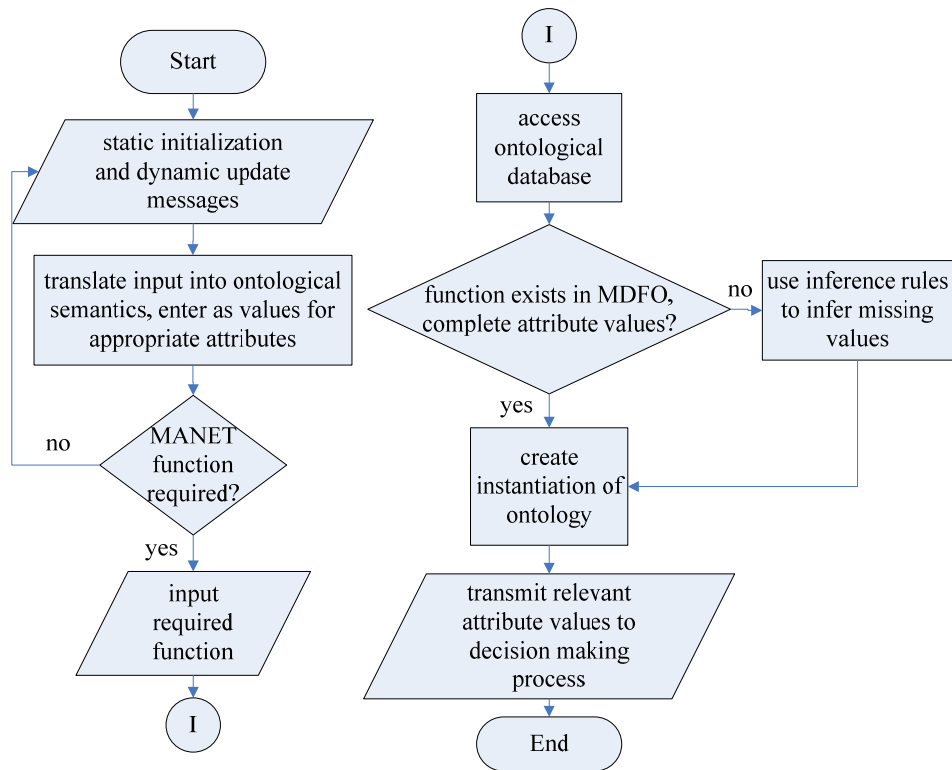 Start
static initialization
and dynamic update
messages
translate input into ontological
semantics, enter as values for
appropriate attributes
MANET
function
required?
no
yes
input
required
function
I
I
access
ontological
database
function exists in MDFO,
complete attribute values?
no
use inference rules
to infer missing
values
yes
create
instantiation of
ontology
transmit relevant
attribute values to
decision making
process
End